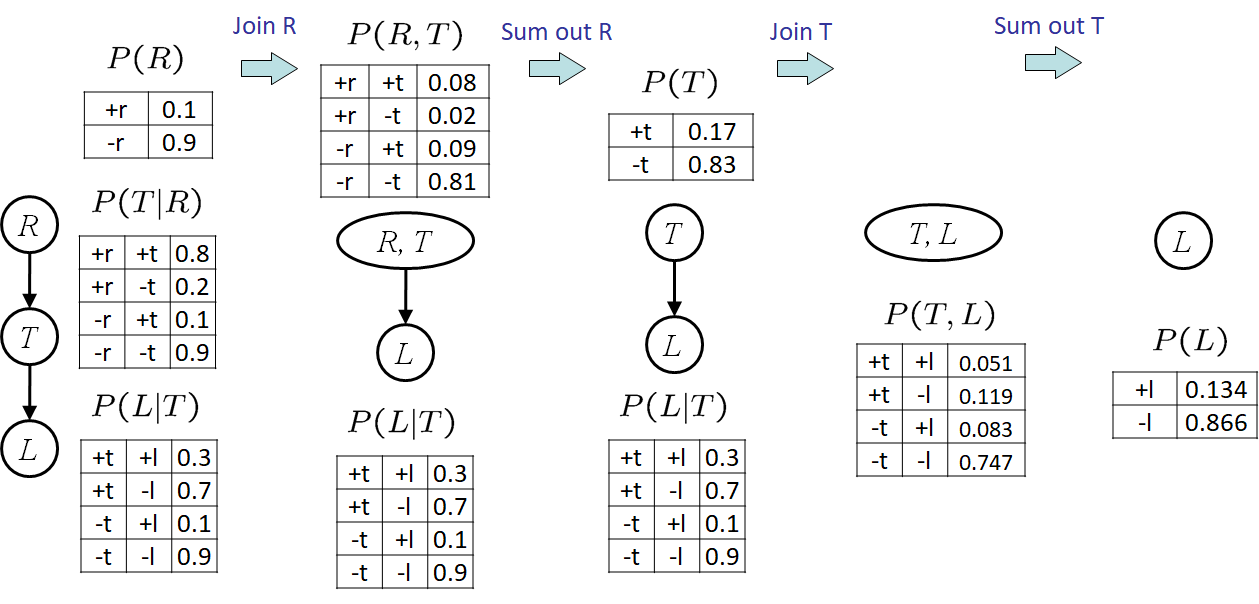 Join R
Sum out R
Join T
Sum out T
P(R)
+r 0.1
-r 0.9
R
T
L
P(T|R)
+r +t 0.8
+r -t 0.2
-r +t 0.1
-r -t 0.9
P(L|T)
+t +l 0.3
+t -l 0.7
-t +l 0.1
-t -l 0.9
P(R, T)
+r +t 0.08
+r -t 0.02
-r +t 0.09
-r -t 0.81
R, T
L
P(L|T)
+t +l 0.3
+t -l 0.7
-t +l 0.1
-t -l 0.9
P(T)
+t 0.17
-t 0.83
T
L
P(L|T)
+t +l 0.3
+t -l 0.7
-t +l 0.1
-t -l 0.9
T, L
P(T, L)
+t +l 0.051
+t -l 0.119
-t +l 0.083
-t -l 0.747
L
P(L)
+l 0.134
-l 0.866